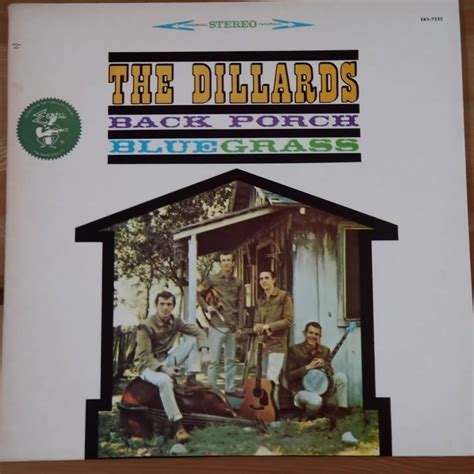 STEREO
EKS-7232
THE DILLARDS
BACK PORCH
BLUEGRASS